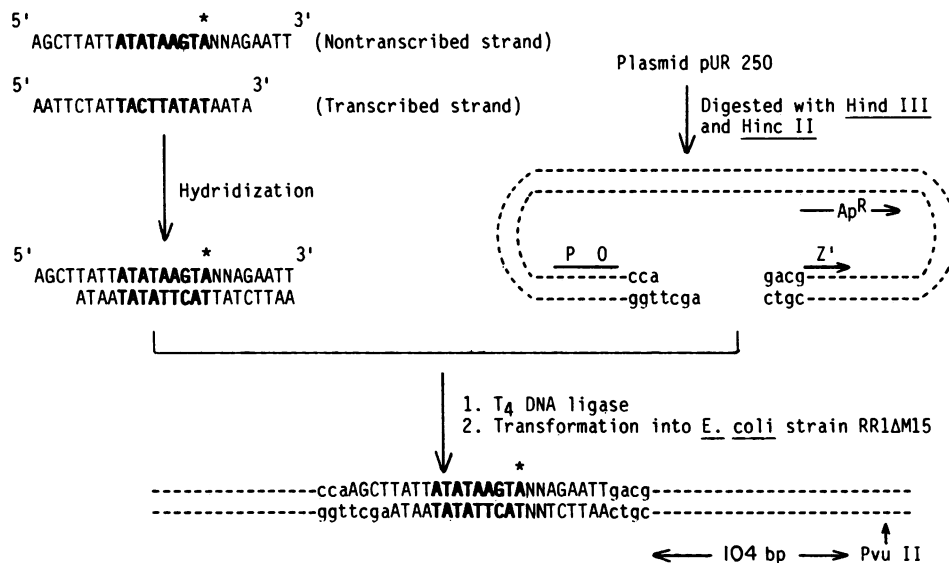 5' * 3'
AGCTTATTATATAAGTANNAGAATT (Nontranscribed strand)
5' 3'
AATTCTATTACTTATATAATA (Transcribed strand)
Hydridization
5' * 3'
AGCTTATTATATAAGTANNAGAATT
ATAATATATTCATTATCTTAA
Plasmid pUR 250
Digested with Hind III
and Hinc II
ApR
P O Z'
cca gacg
ggttcga ctgc
1. T4 DNA ligase
2. Transformation into E. coli strain RR1ΔM15
*
ccaAGCTTATTATATAAGTANNAGAATTgacg
ggttcgaATAATATATTCATNNTCTTAActgc
104 bp Pvu II